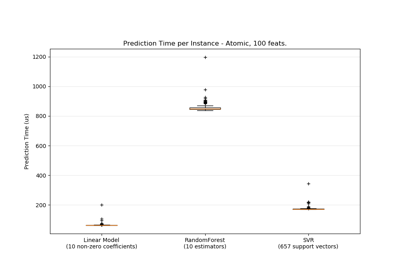 Prediction Time per Instance - Atomic, 100 feats.
1200
1000
800
600
400
200
Prediction Time (us)
Linear Model
(10 non-zero coefficients)
RandomForest
(10 estimators)
SVR
(657 support vectors)